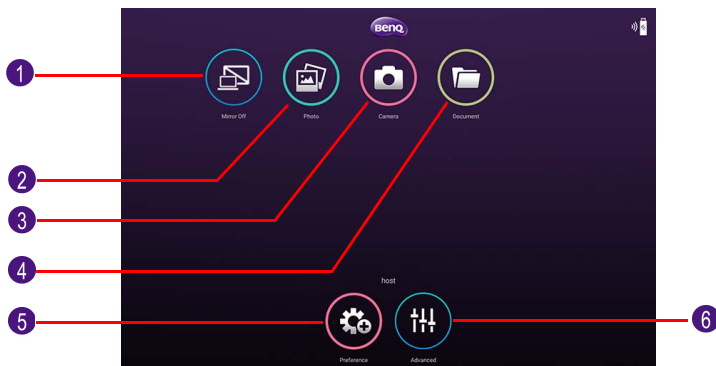 BenQ
1
Mirror Off
Photo
Camera
Document
2
3
4
host
5
6
Preference
Advanced